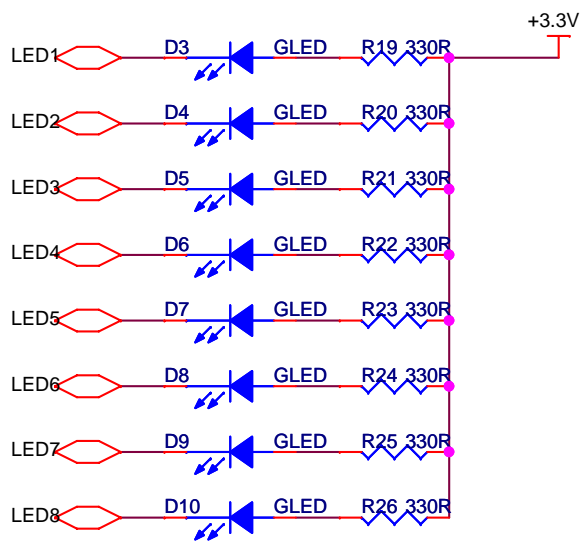 +3.3V
LED1 D3 GLED R19 330R
LED2 D4 GLED R20 330R
LED3 D5 GLED R21 330R
LED4 D6 GLED R22 330R
LED5 D7 GLED R23 330R
LED6 D8 GLED R24 330R
LED7 D9 GLED R25 330R
LED8 D10 GLED R26 330R